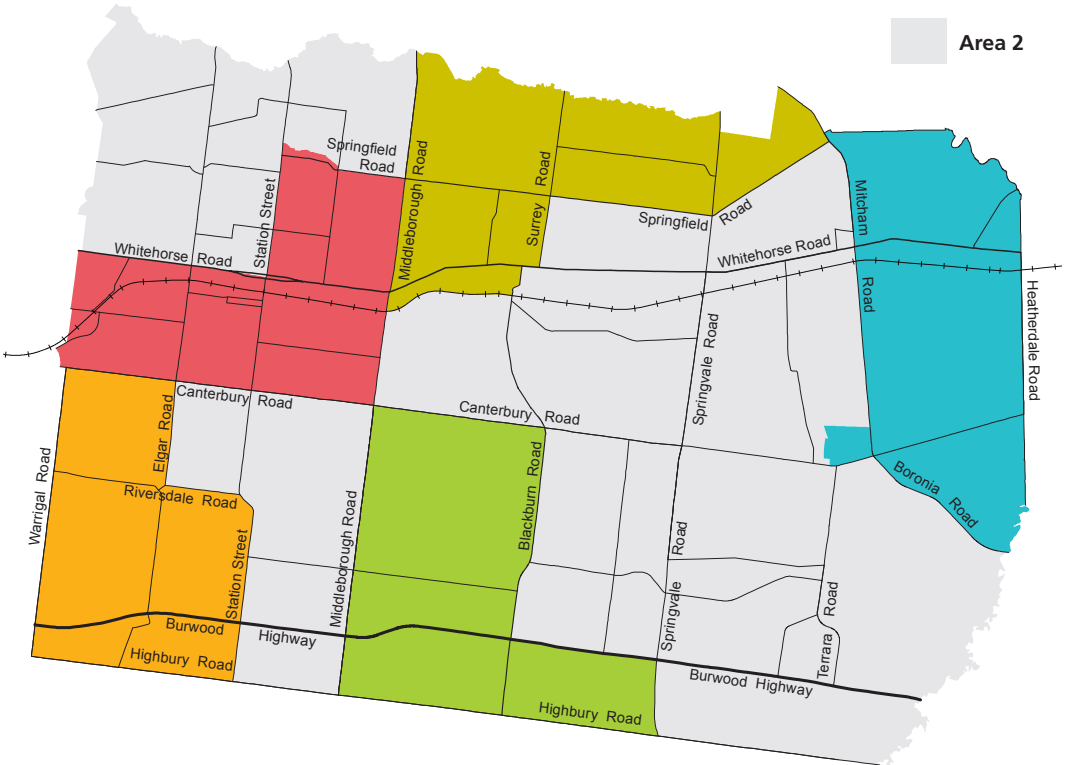 Area 2
Springfield
Road
Middleborough Road
Road
Surrey
Station Street
Mitcham
Road
Springfield
Road
Whitehorse Road
Whitehorse Road
Heatherdale Road
Springvale Road
Canterbury Road
Canterbury Road
Elgar Road
Warrigal Road
Riversdale Road
Blackburn Road
Middleborough Road
Boronia Road
Station Street
Road
Springvale
Road
Terrara
Burwood
Highway
Highbury Road
Burwood Highway
Highbury Road